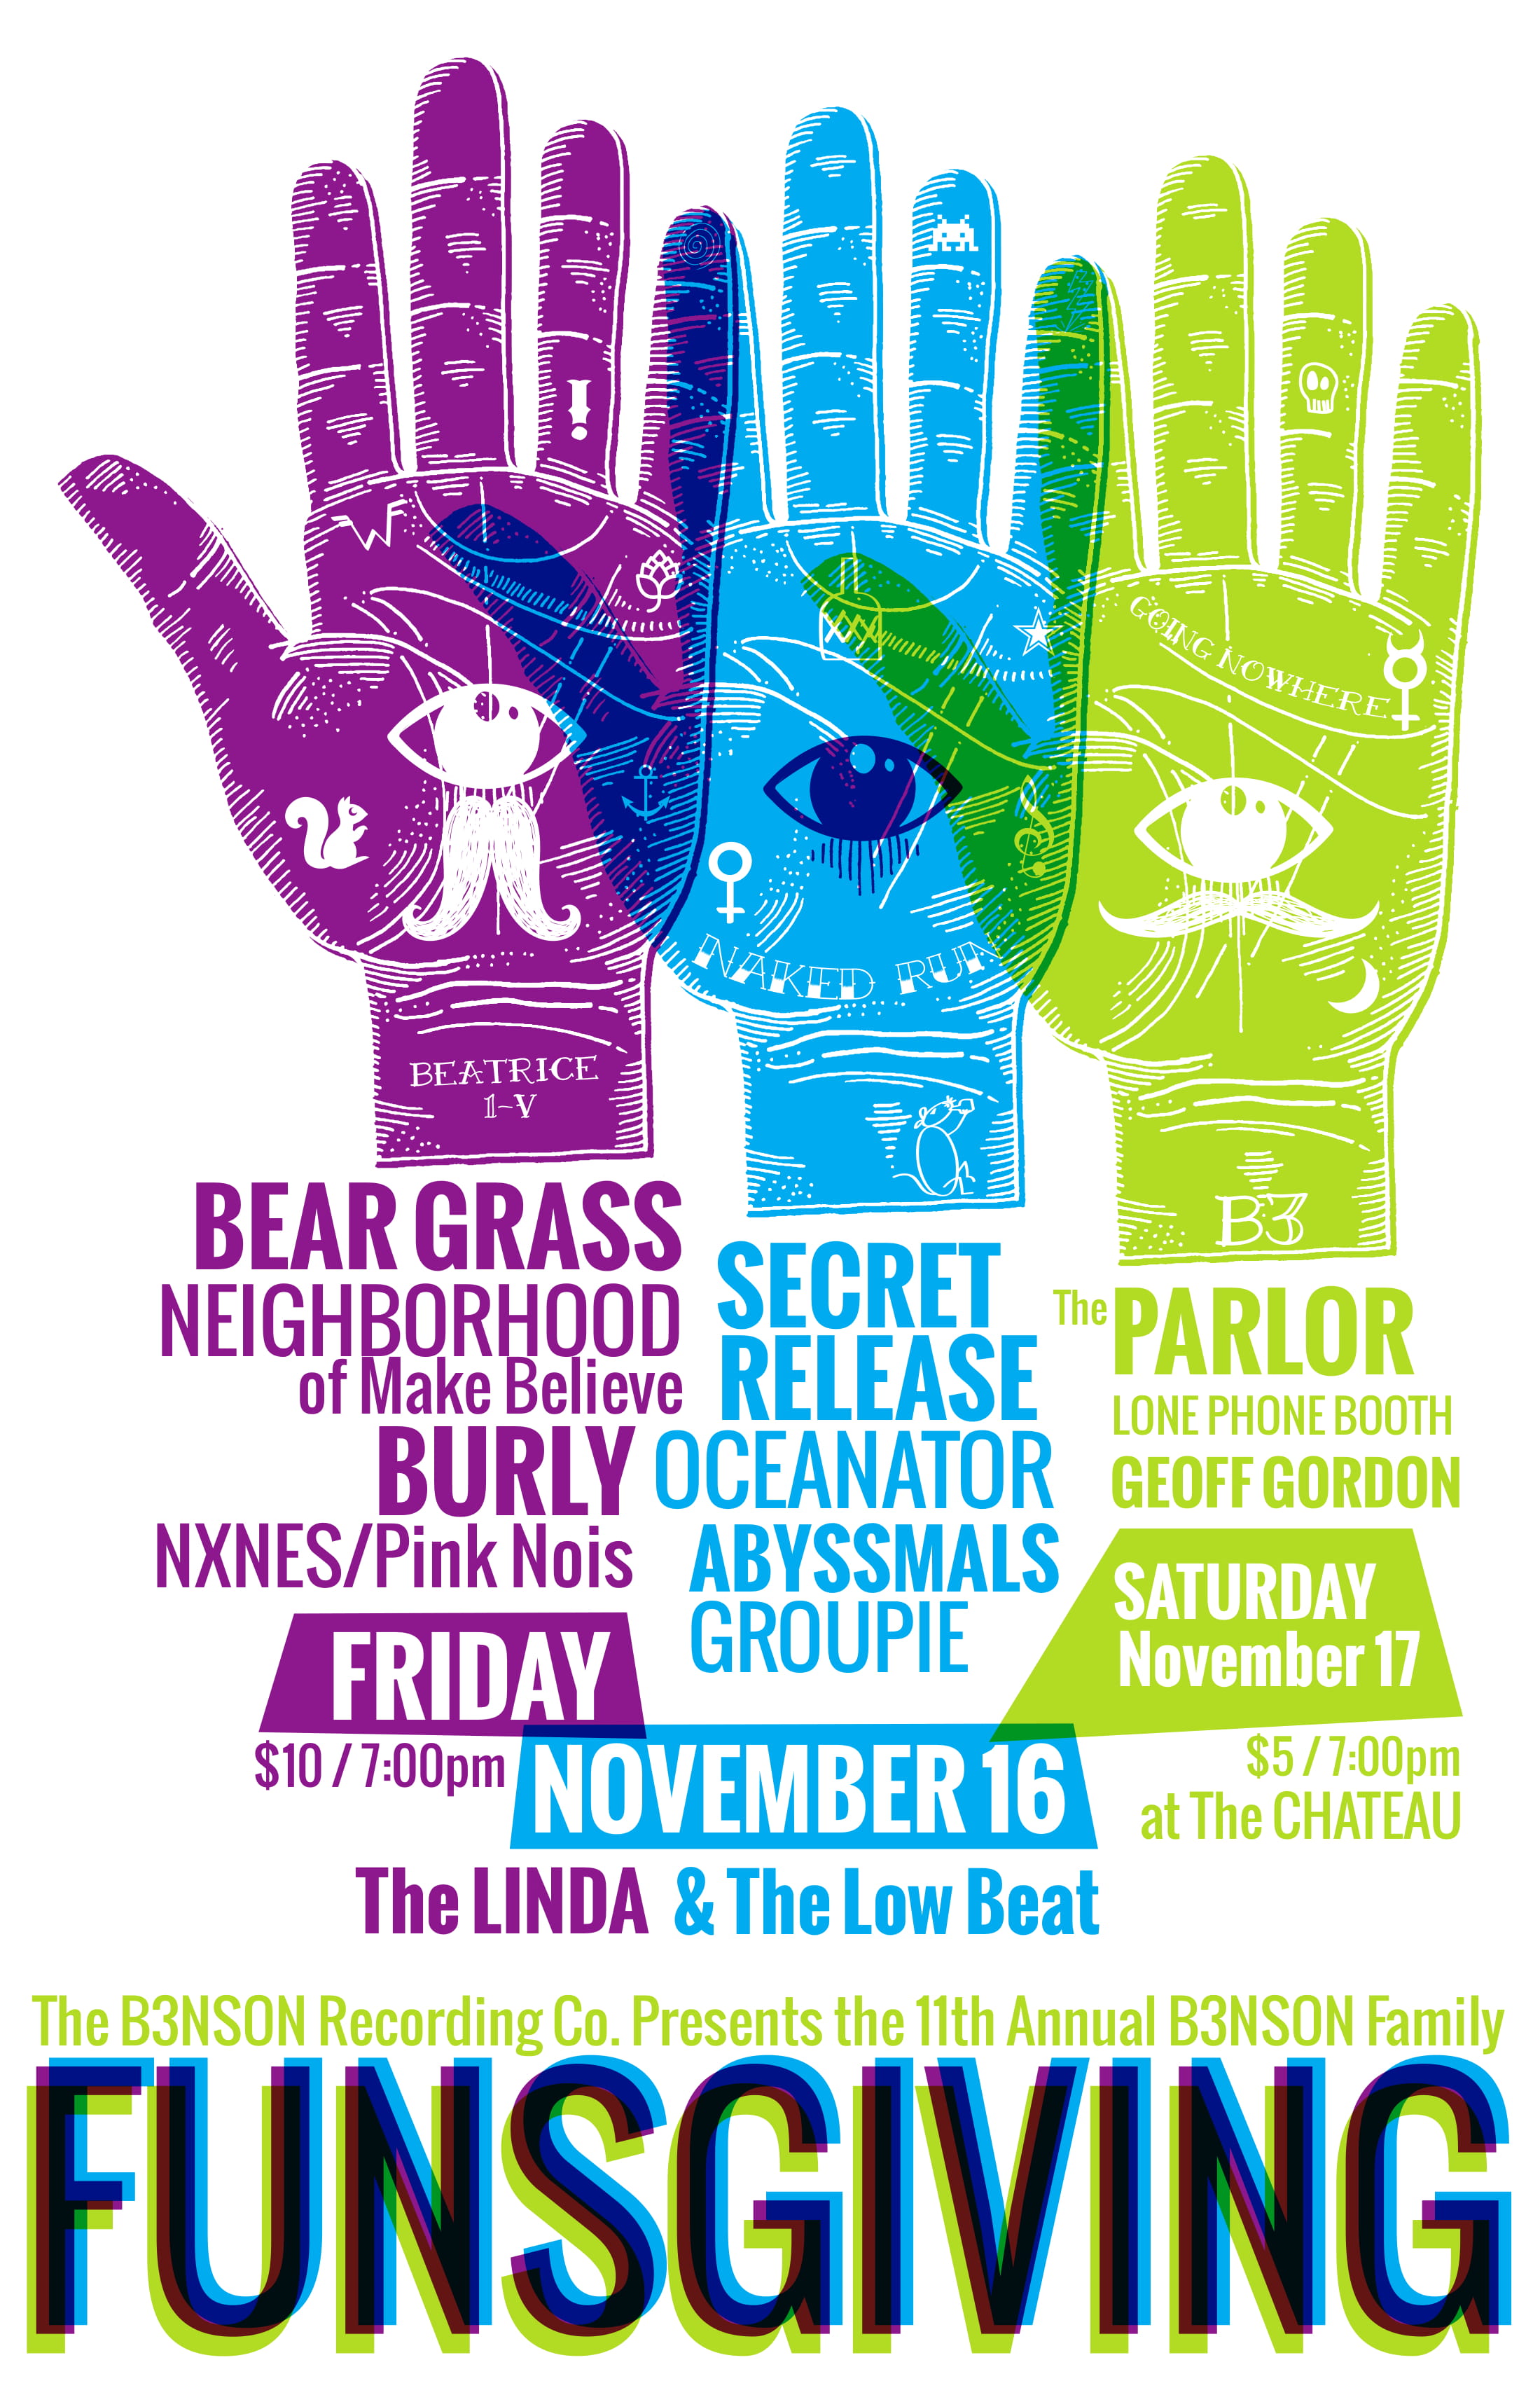 !
WF
XXX
GOING NOWHERE
NAKED RUN
BEATRICE
1-V
B3
BEAR GRASS
NEIGHBORHOOD
of Make Believe
BURLY
NXNES/Pink Nois
FRIDAY
$10 / 7:00pm
SECRET
RELEASE
OCEANATOR
ABYSSMALS
GROUPIE
NOVEMBER 16
The LINDA & The Low Beat
The PARLOR
LONE PHONE BOOTH
GEOFF GORDON
SATURDAY
November 17
$5 / 7:00pm
at The CHATEAU
The B3NSON Recording Co. Presents the 11th Annual B3NSON Family
FUNSGIVING